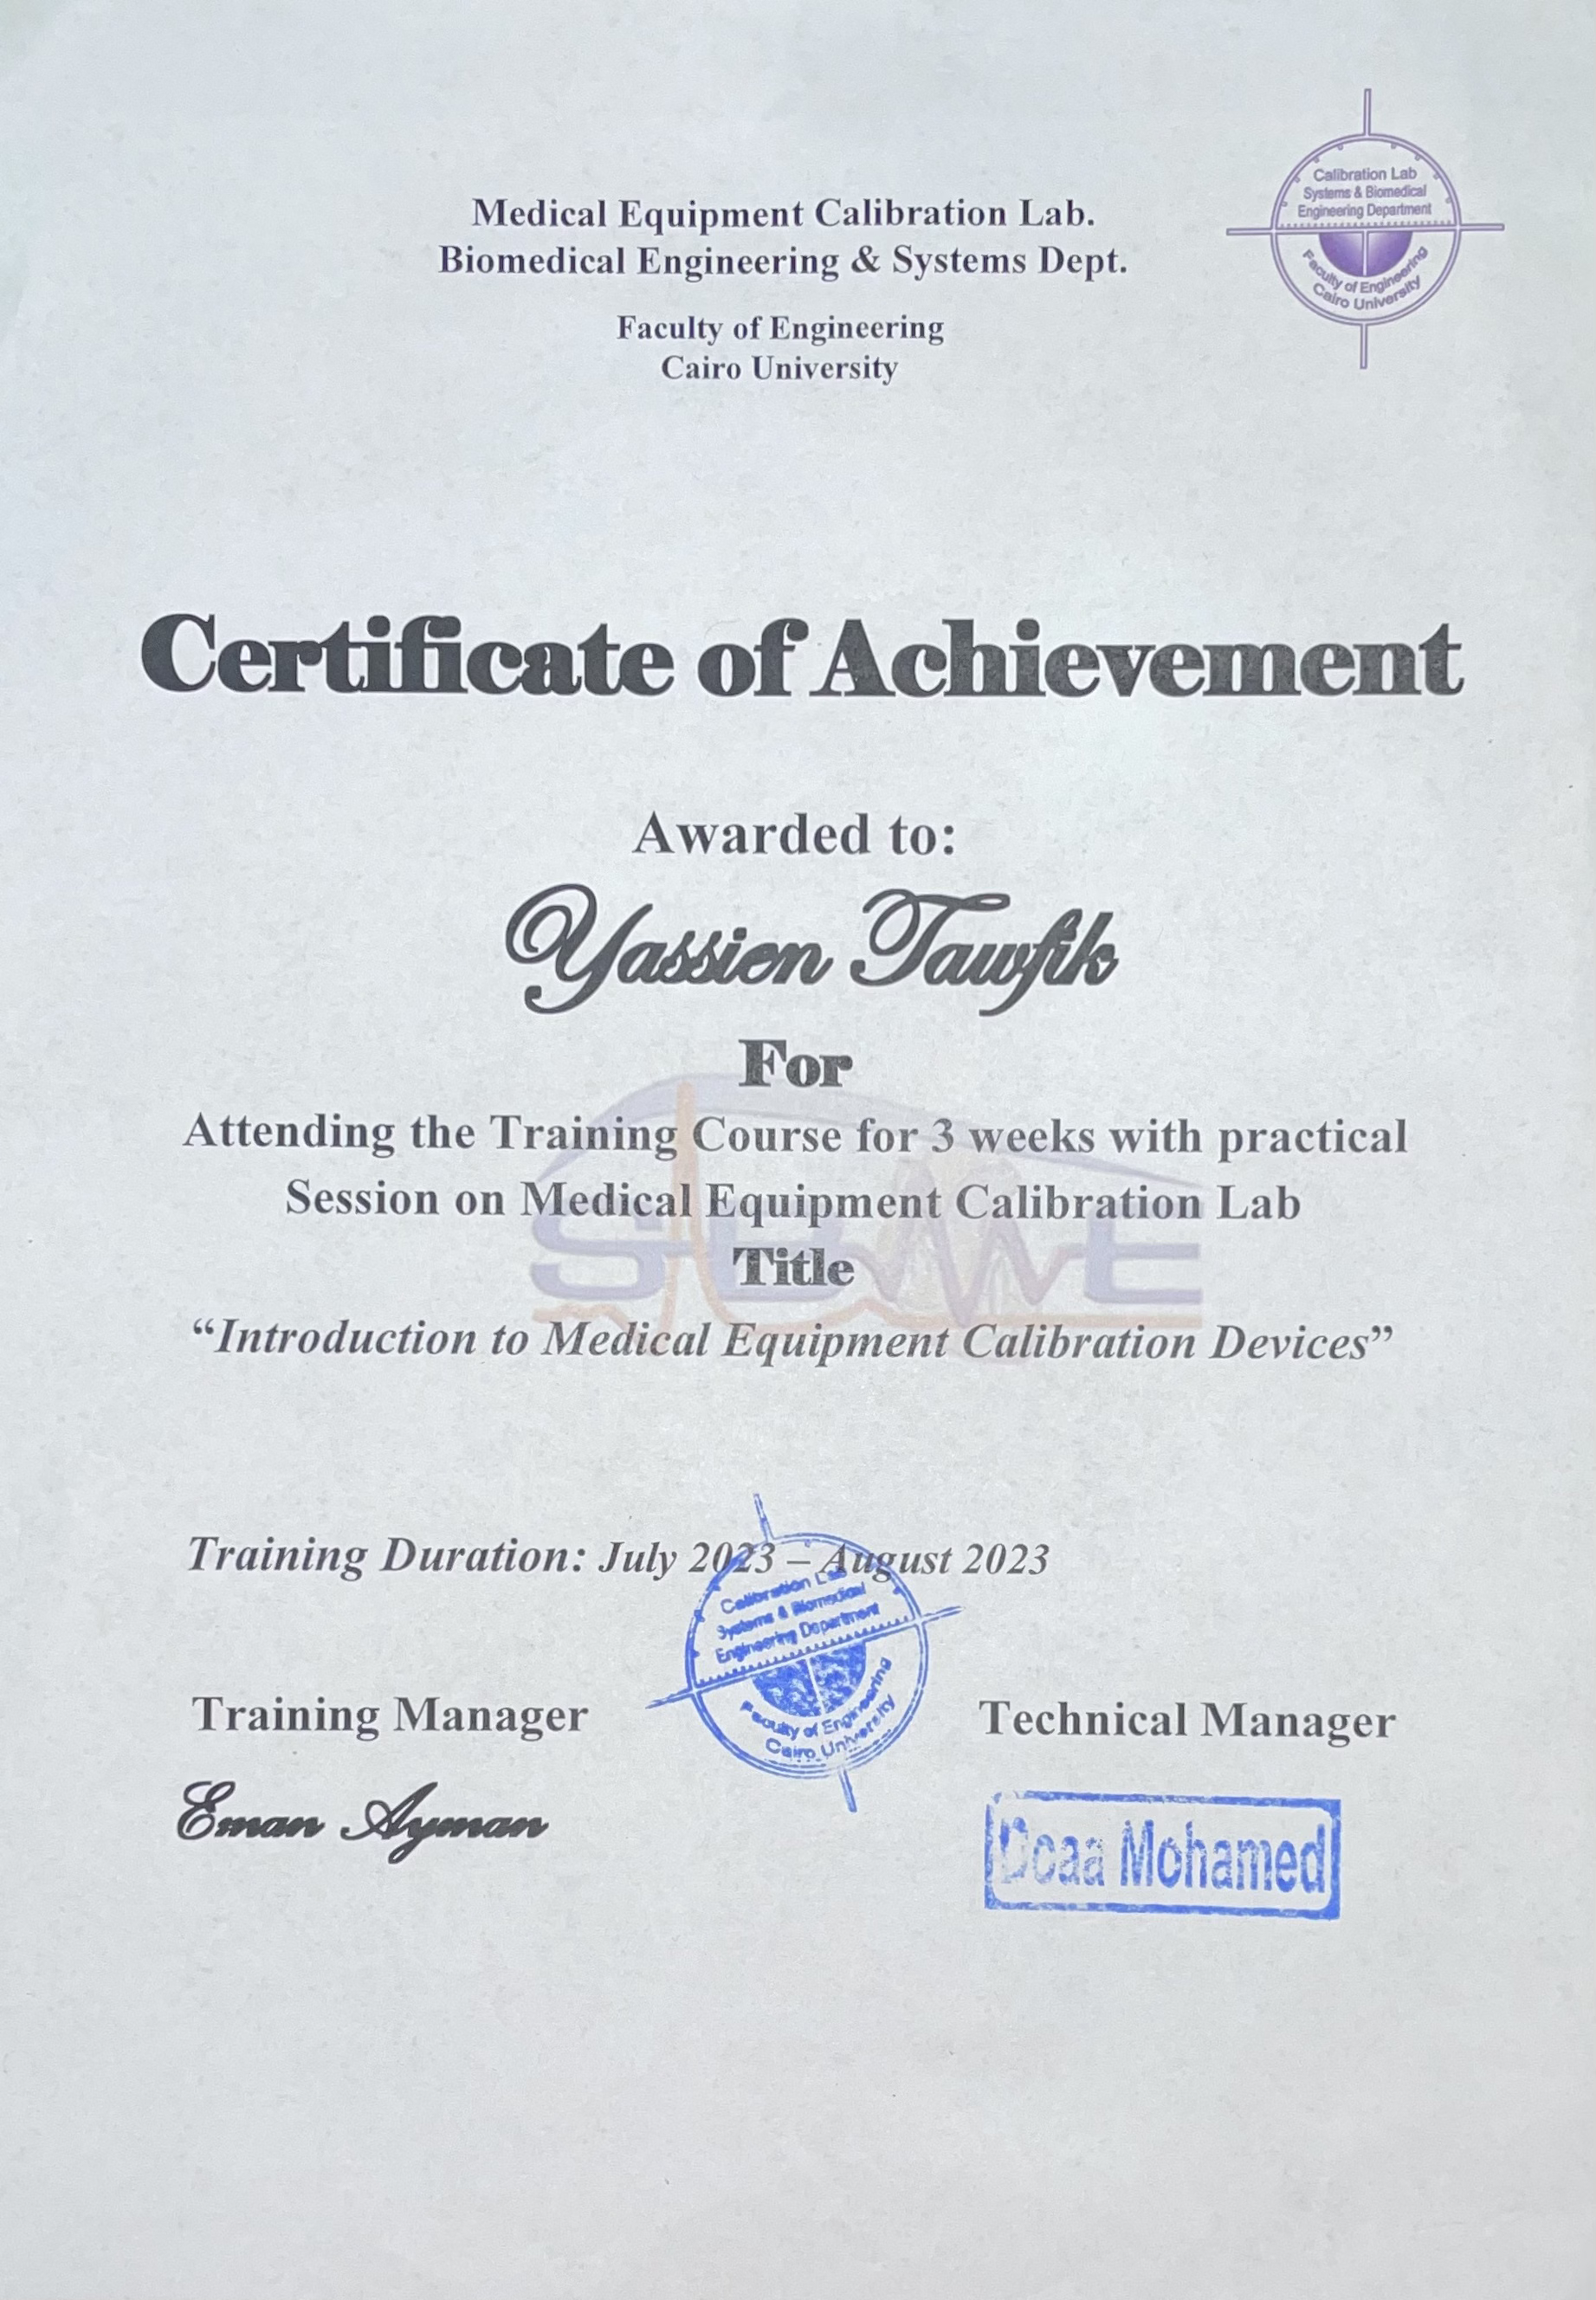 Calibration Lab
Systems & Biomedical
Engineering Department
Faculty of Engineering
Cairo University
Medical Equipment Calibration Lab.
Biomedical Engineering & Systems Dept.
Faculty of Engineering
Cairo University
Certificate of Achievement
Awarded to:
Yassien Tawfik
For
Attending the Training Course for 3 weeks with practical
Session on Medical Equipment Calibration Lab
Title
“Introduction to Medical Equipment Calibration Devices”
SBME
Training Duration: July 2023 – August 2023
Calibration Lab
Systems & Biomedical
Engineering Department
Faculty of Engineering
Cairo University
Training Manager
Technical Manager
Eman Ayman
Doaa Mohamed